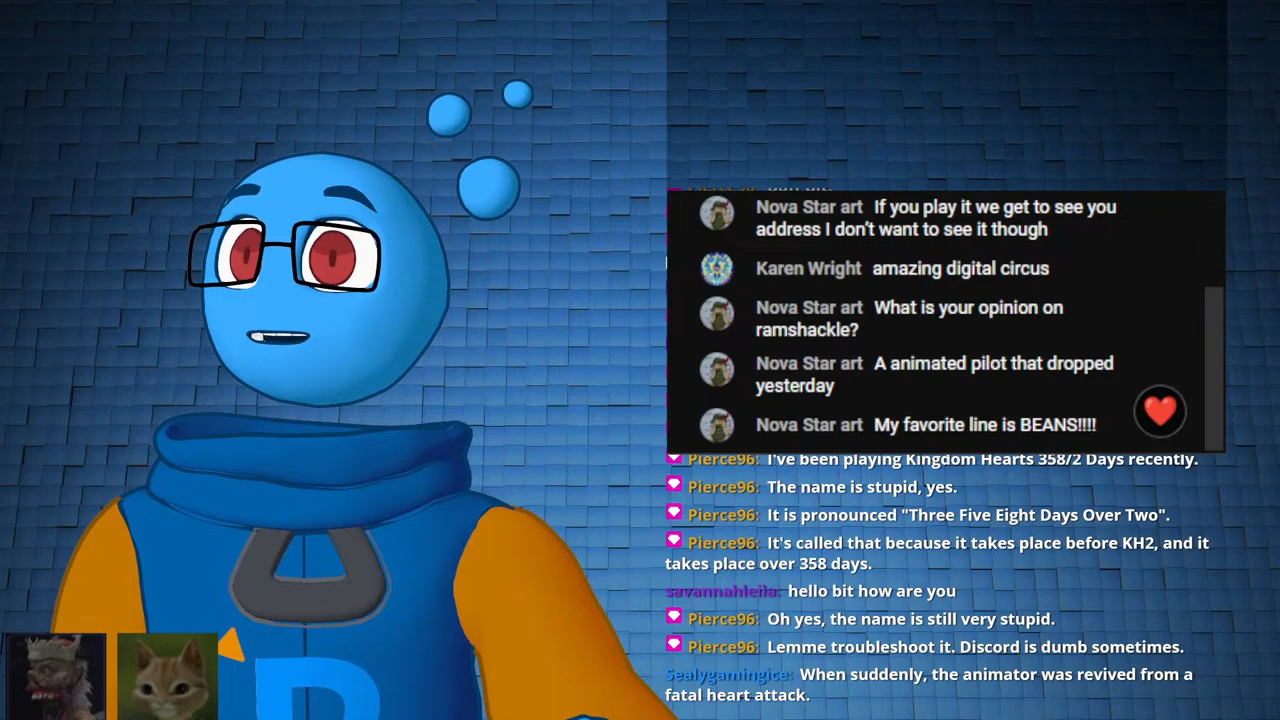 Nova Star art If you play it we get to see you
address I don't want to see it though
Karen Wright amazing digital circus
Nova Star art What is your opinion on
ramshackle?
Nova Star art A animated pilot that dropped
yesterday
Nova Star art My favorite line is BEANS!!!!
Pierce96: I've been playing Kingdom Hearts 358/2 Days recently.
Pierce96: The name is stupid, yes.
Pierce96: It is pronounced "Three Five Eight Days Over Two".
Pierce96: It's called that because it takes place before KH2, and it
takes place over 358 days.
savannahleila: hello bit how are you
Pierce96: Oh yes, the name is still very stupid.
Pierce96: Lemme troubleshoot it. Discord is dumb sometimes.
Sealygamingice: When suddenly, the animator was revived from a
fatal heart attack.
B